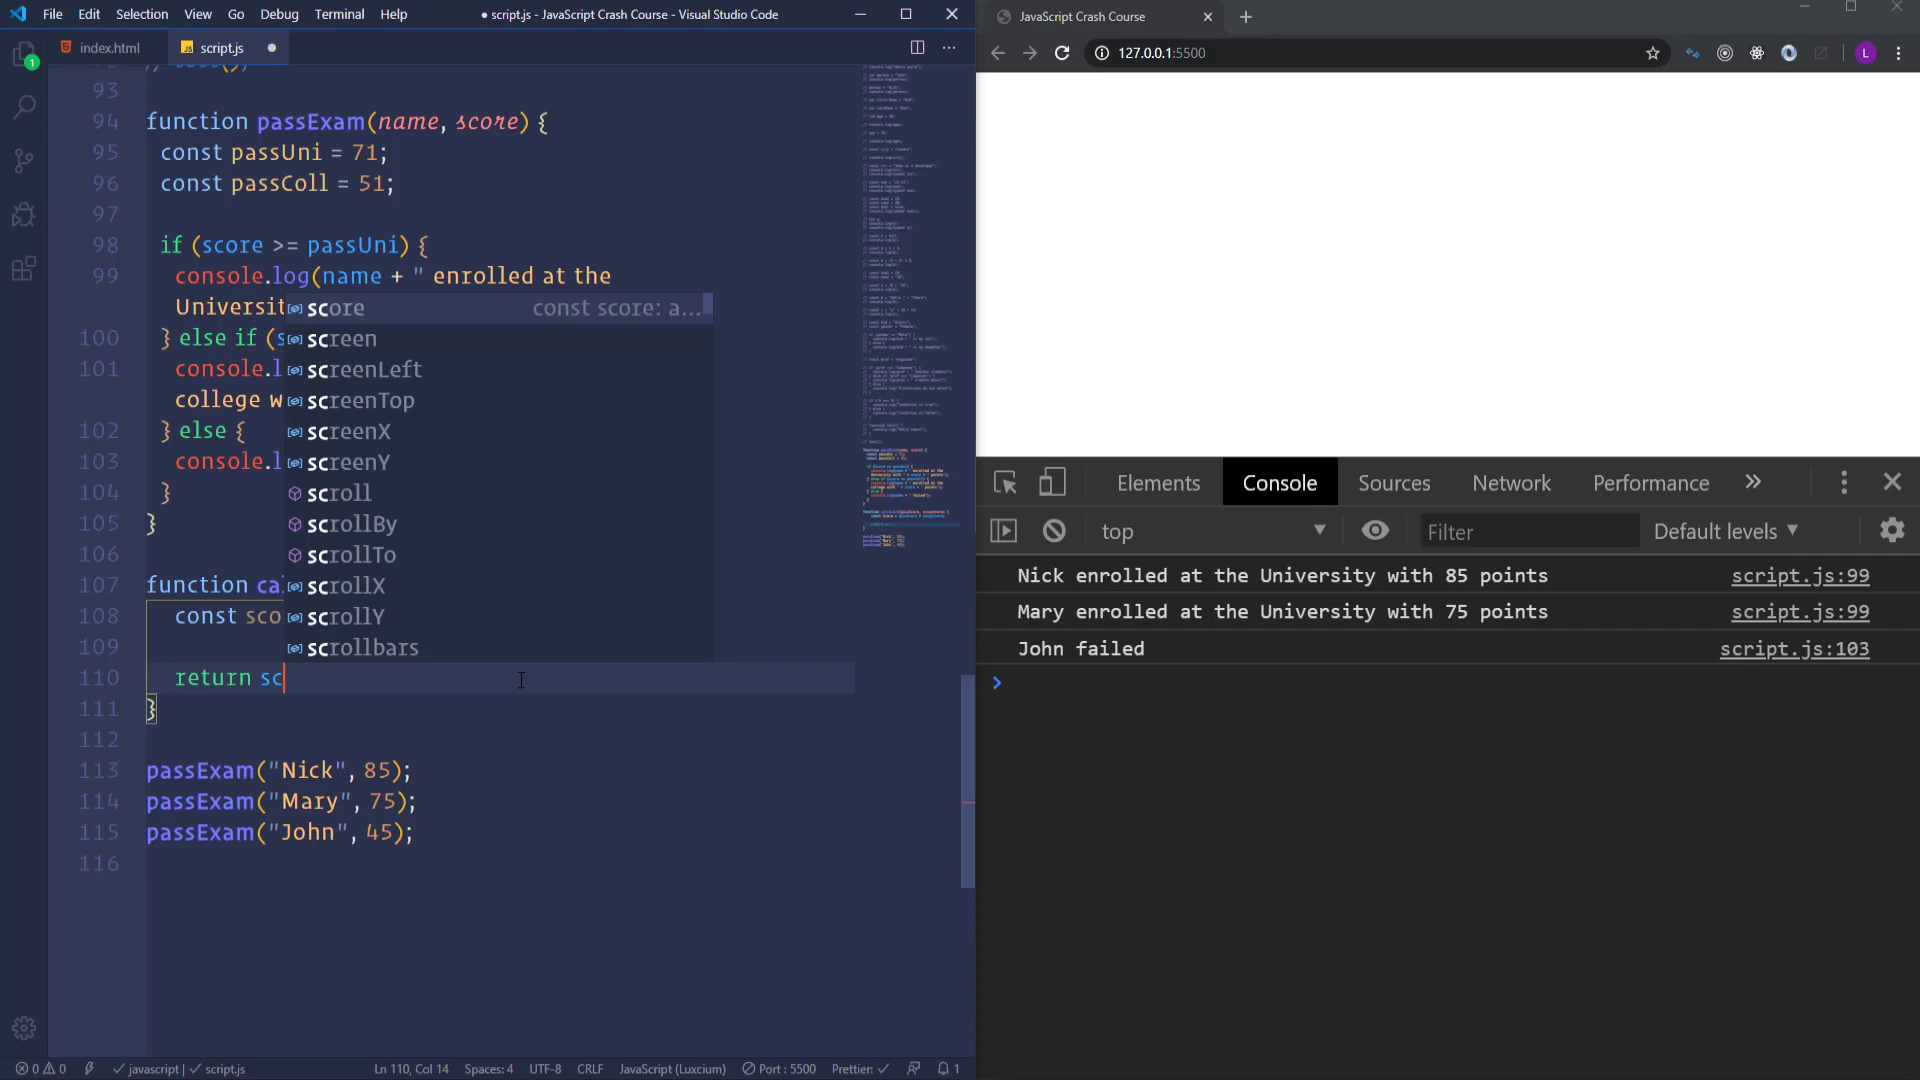 File Edit Selection View Go Debug Terminal Help
● script.js - JavaScript Crash Course - Visual Studio Code
index.html
JS script.js ●
93
94 function passExam(name, score) {
95 const passUni = 71;
96 const passColl = 51;
97
98 if (score >= passUni) {
99 console.log(name + " enrolled at the
Universit
100 } else if (s
101 console.l
college w
102 } else {
103 console.l
104 }
105 }
106
107 function cal
108 const sco
109
110 return sc
111 }
112
113 passExam("Nick", 85);
114 passExam("Mary", 75);
115 passExam("John", 45);
116
score const score: a...
screen
screenLeft
screenTop
screenX
screenY
scroll
scrollBy
scrollTo
scrollX
scrollY
scrollbars
1
0 0 javascript | script.js Ln 110, Col 14 Spaces: 4 UTF-8 CRLF JavaScript (Luxcium) Port : 5500 Prettier: 1
JavaScript Crash Course
127.0.0.1:5500
L
Elements Console Sources Network Performance »
top Filter Default levels
Nick enrolled at the University with 85 points script.js:99
Mary enrolled at the University with 75 points script.js:99
John failed script.js:103